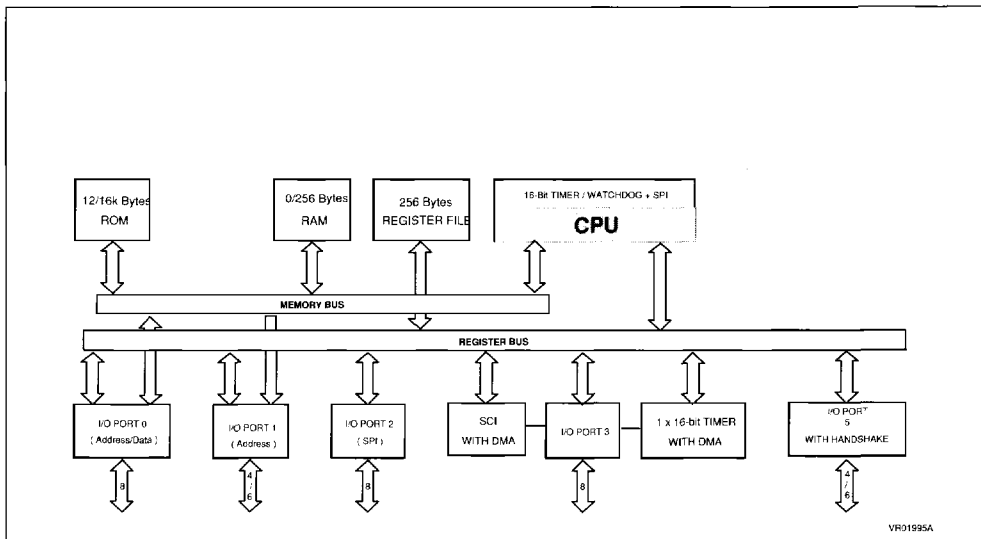 12/16k Bytes
ROM
0/256 Bytes
RAM
256 Bytes
REGISTER FILE
16-Bit TIMER / WATCHDOG + SPI
CPU
MEMORY BUS
REGISTER BUS
I/O PORT 0
( Address/Data )
I/O PORT 1
( Address )
I/O PORT 2
( SPI )
SCI
WITH DMA
I/O PORT 3
1 x 16-bit TIMER
WITH DMA
I/O PORT
5
WITH HANDSHAKE
8
4/6
8
8
4/6
VR01995A